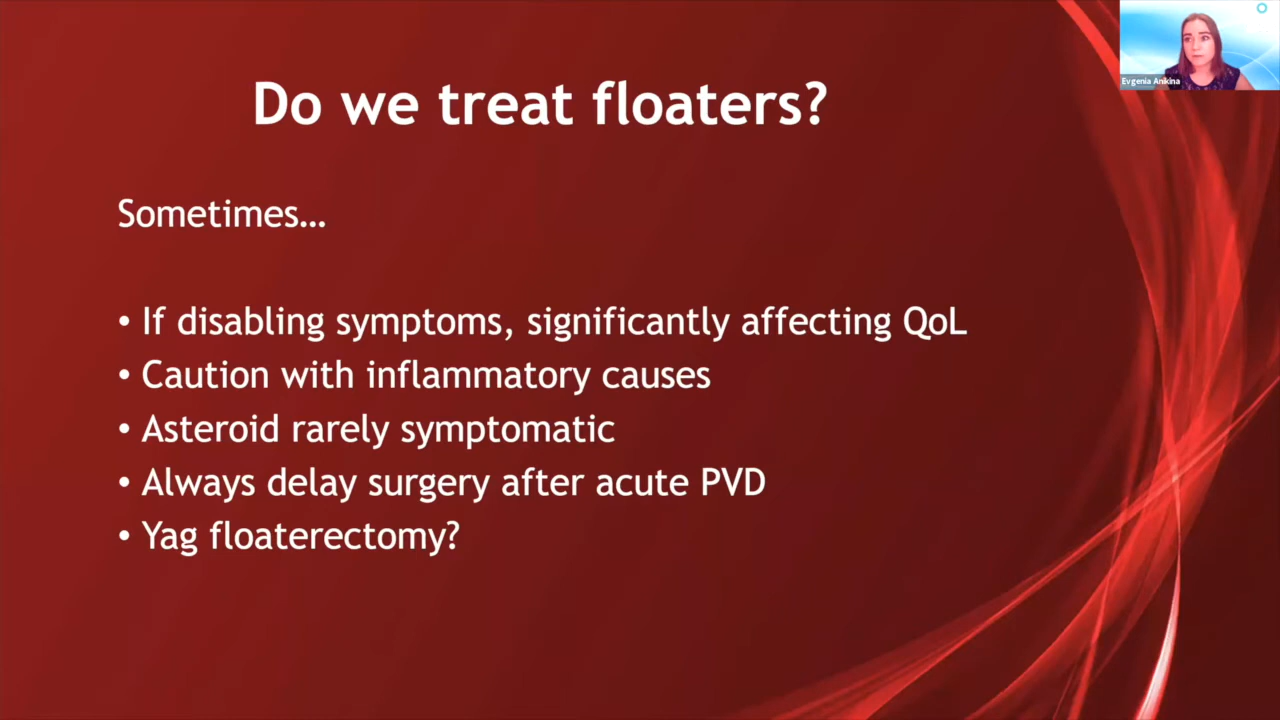 Evgenia Anikina
Do we treat floaters?
Sometimes…
• If disabling symptoms, significantly affecting QoL
• Caution with inflammatory causes
• Asteroid rarely symptomatic
• Always delay surgery after acute PVD
• Yag floaterectomy?